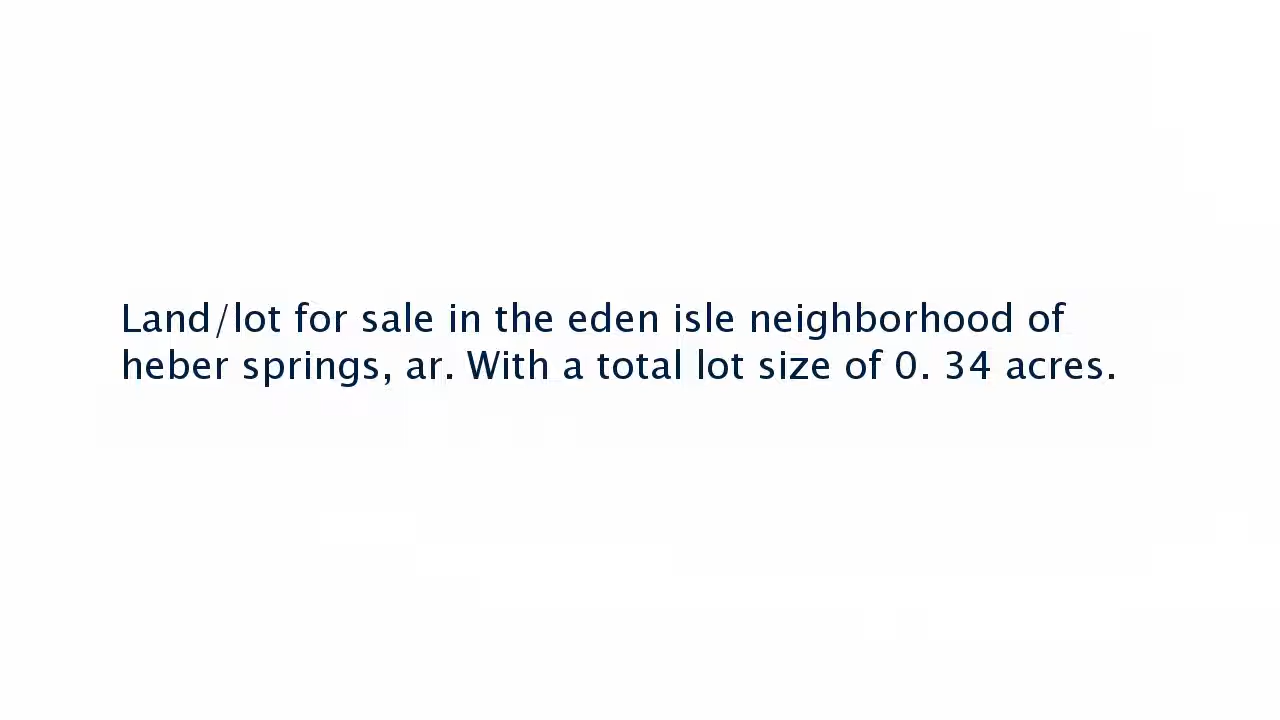 Land/lot for sale in the eden isle neighborhood of
heber springs, ar. With a total lot size of 0. 34 acres.